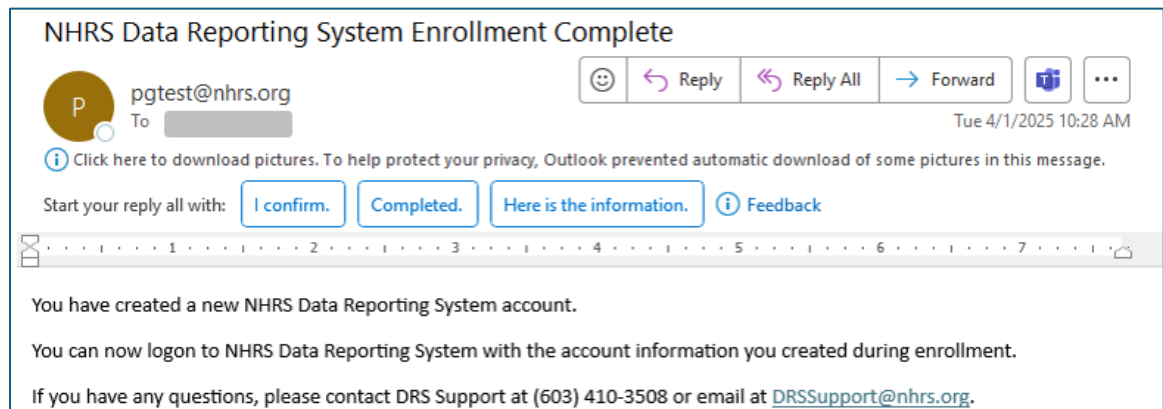 NHRS Data Reporting System Enrollment Complete
P
pgtest@nhrs.org
To
Reply
Reply All
Forward
Tue 4/1/2025 10:28 AM
Click here to download pictures. To help protect your privacy, Outlook prevented automatic download of some pictures in this message.
Start your reply all with: I confirm. Completed. Here is the information. Feedback
1 2 3 4 5 6 7
You have created a new NHRS Data Reporting System account.
You can now logon to NHRS Data Reporting System with the account information you created during enrollment.
If you have any questions, please contact DRS Support at (603) 410-3508 or email at DRSSupport@nhrs.org.